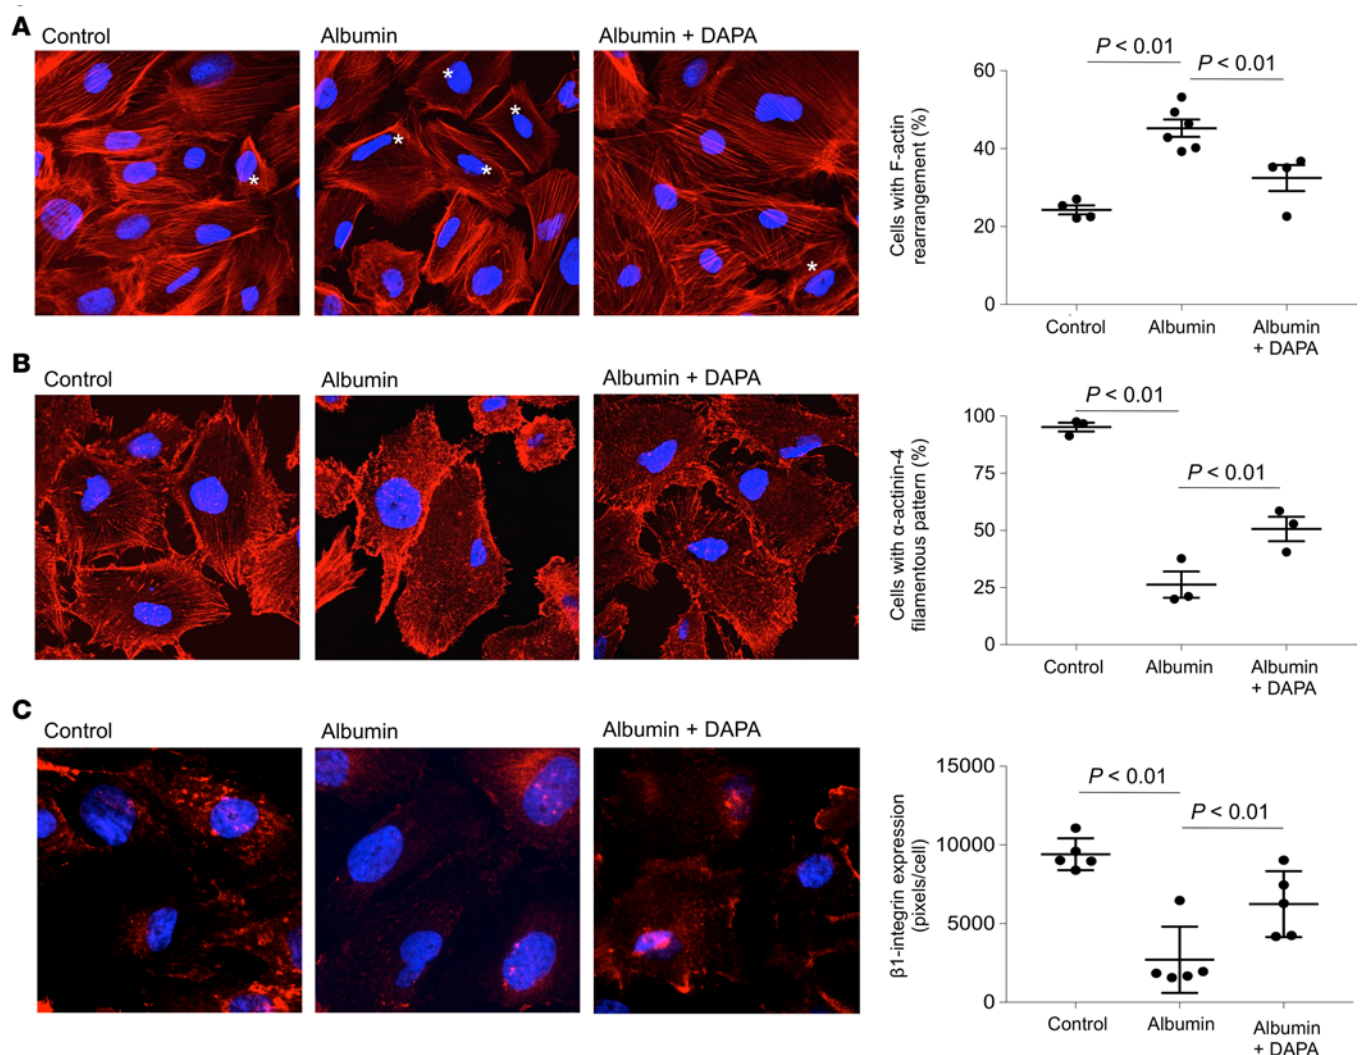 A
Control
Albumin
Albumin + DAPA
*
*
*
*
*
*
Cells with F-actin
rearrangement (%)
60
40
20
0
P < 0.01
P < 0.01
Control
Albumin
Albumin
+ DAPA
B
Control
Albumin
Albumin + DAPA
Cells with α-actinin-4
filamentous pattern (%)
100
75
50
25
0
P < 0.01
P < 0.01
Control
Albumin
Albumin
+ DAPA
C
Control
Albumin
Albumin + DAPA
β1-integrin expression
(pixels/cell)
15000
10000
5000
0
P < 0.01
P < 0.01
Control
Albumin
Albumin
+ DAPA